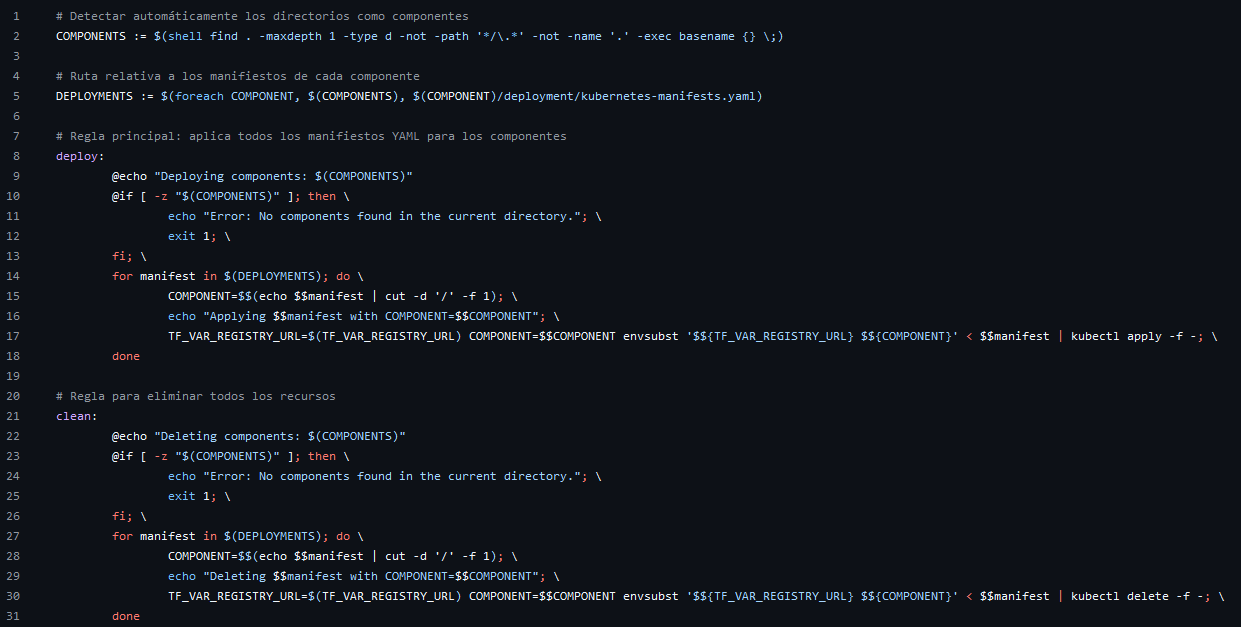 1 # Detectar automáticamente los directorios como componentes
2 COMPONENTS := $(shell find . -maxdepth 1 -type d -not -path '*/\.*' -not -name '.' -exec basename {} \;)
3
4 # Ruta relativa a los manifiestos de cada componente
5 DEPLOYMENTS := $(foreach COMPONENT, $(COMPONENTS), $(COMPONENT)/deployment/kubernetes-manifests.yaml)
6
7 # Regla principal: aplica todos los manifiestos YAML para los componentes
8 deploy:
9 @echo "Deploying components: $(COMPONENTS)"
10 @if [ -z "$(COMPONENTS)" ]; then \
11 echo "Error: No components found in the current directory."; \
12 exit 1; \
13 fi; \
14 for manifest in $(DEPLOYMENTS); do \
15 COMPONENT=$$(echo $$manifest | cut -d '/' -f 1); \
16 echo "Applying $$manifest with COMPONENT=$$COMPONENT"; \
17 TF_VAR_REGISTRY_URL=$(TF_VAR_REGISTRY_URL) COMPONENT=$$COMPONENT envsubst '$${TF_VAR_REGISTRY_URL} $${COMPONENT}' < $$manifest | kubectl apply -f -; \
18 done
19
20 # Regla para eliminar todos los recursos
21 clean:
22 @echo "Deleting components: $(COMPONENTS)"
23 @if [ -z "$(COMPONENTS)" ]; then \
24 echo "Error: No components found in the current directory."; \
25 exit 1; \
26 fi; \
27 for manifest in $(DEPLOYMENTS); do \
28 COMPONENT=$$(echo $$manifest | cut -d '/' -f 1); \
29 echo "Deleting $$manifest with COMPONENT=$$COMPONENT"; \
30 TF_VAR_REGISTRY_URL=$(TF_VAR_REGISTRY_URL) COMPONENT=$$COMPONENT envsubst '$${TF_VAR_REGISTRY_URL} $${COMPONENT}' < $$manifest | kubectl delete -f -; \
31 done